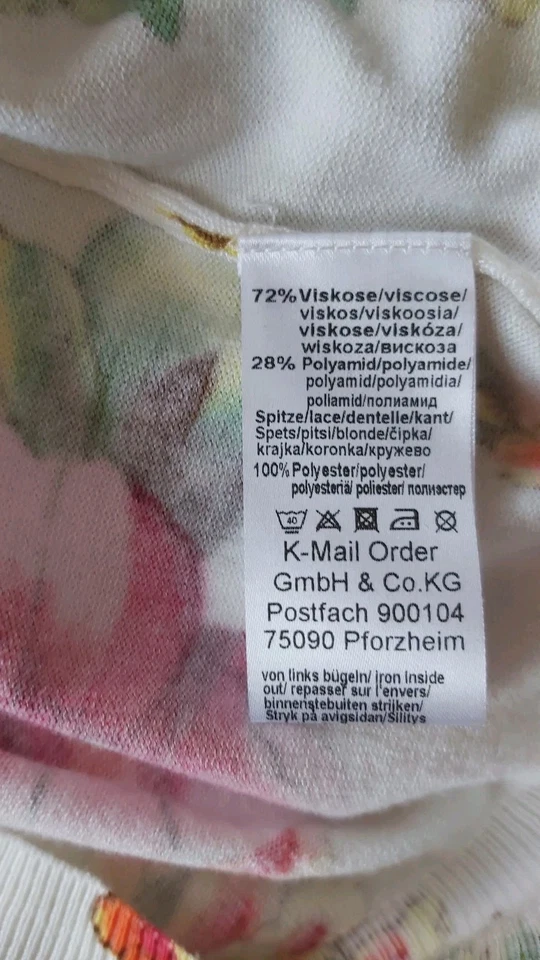 72% Viskose/viscose/
viskos/viskoosia/
viskose/viskóza/
wiskoza/вискоза
28% Polyamid/polyamide/
polyamid/polyamidia/
poliamid/полиамид
Spitze/lace/dentelle/kant/
Spets/pitsi/blonde/čipka/
krajka/koronka/кружево
100% Polyester/polyester/
polyesteriä/ poliester/ полиэстер
40
K-Mail Order
GmbH & Co.KG
Postfach 900104
75090 Pforzheim
von links bügeln/ iron inside
out/ repasser sur l'envers/
binnenstebuiten strijken/
Stryk på avigsidan/Silitys